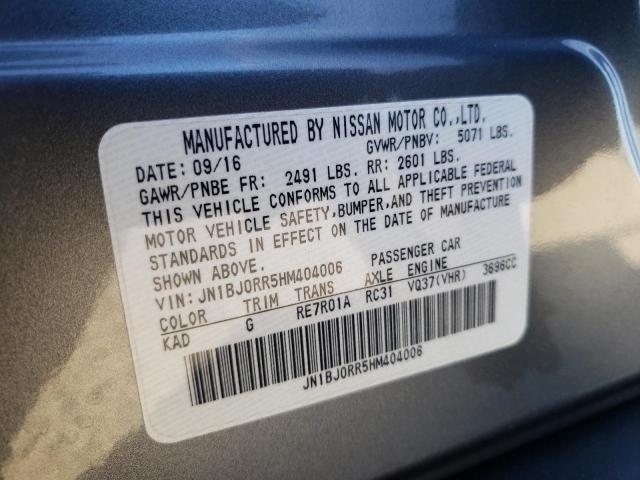 MANUFACTURED BY NISSAN MOTOR CO.,LTD.
DATE: 09/16 GVWR/PNBV: 5071 LBS.
GAWR/PNBE FR: 2491 LBS. RR: 2601 LBS.
THIS VEHICLE CONFORMS TO ALL APPLICABLE FEDERAL
MOTOR VEHICLE SAFETY,BUMPER,AND THEFT PREVENTION
STANDARDS IN EFFECT ON THE DATE OF MANUFACTURE
SHOWN ABOVE.
VIN: JN1BJ0RR5HM404006 PASSENGER CAR
COLOR TRIM TRANS AXLE ENGINE
KAD G RE7R01A RC31 VQ37(VHR) 3696CC
JN1BJ0RR5HM404006